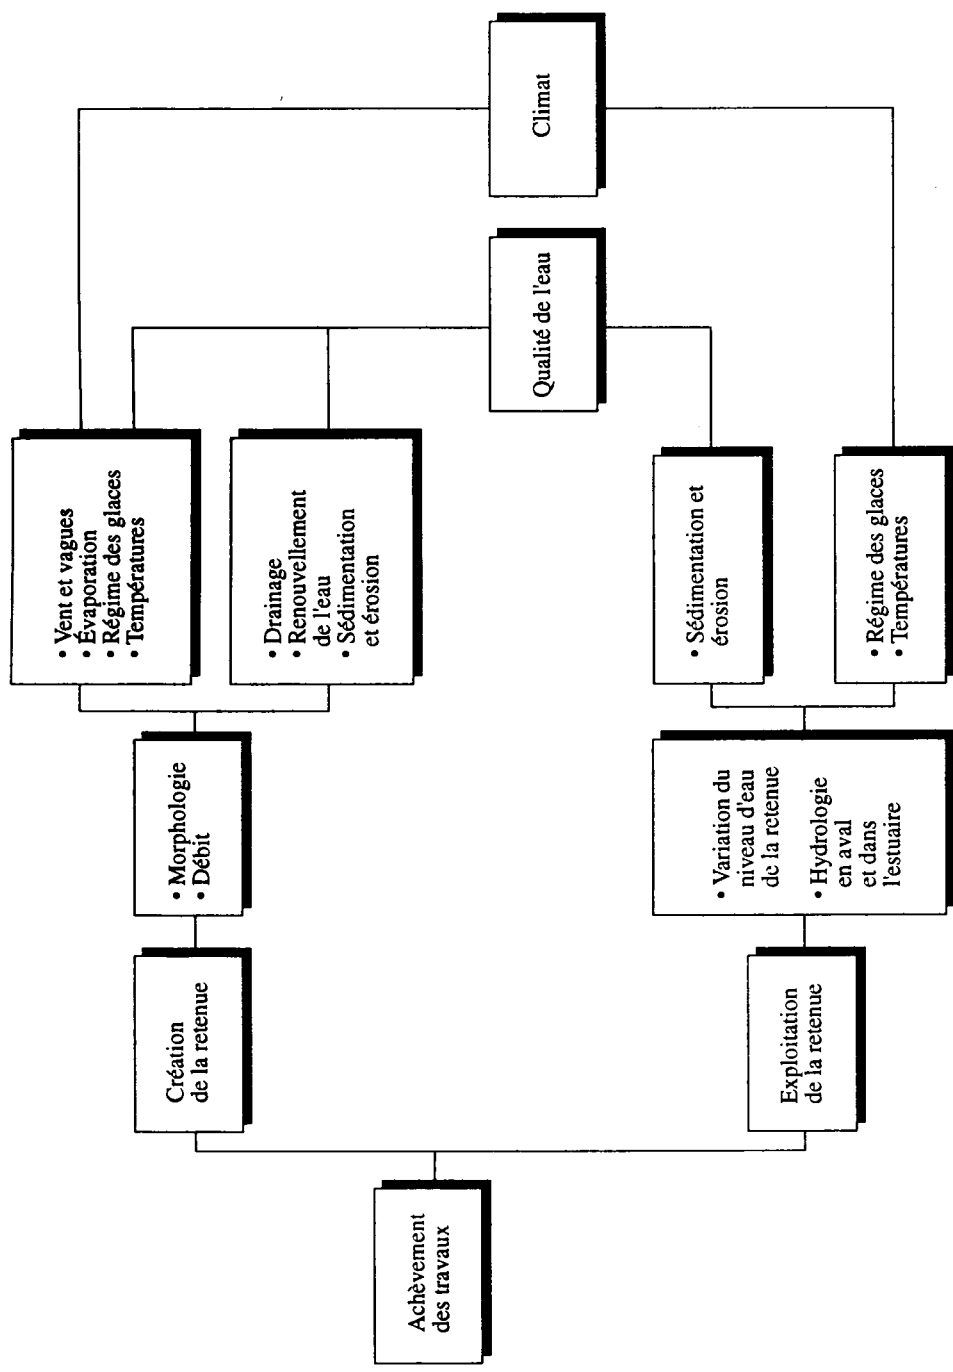 Achèvement
des travaux
Création
de la retenue
• Morphologie
• Débit
• Vent et vagues
• Évaporation
• Régime des glaces
• Températures
• Drainage
• Renouvellement
de l'eau
• Sédimentation
et érosion
Qualité de l'eau
Climat
Exploitation
de la retenue
• Variation du
niveau d'eau
de la retenue
• Hydrologie
en aval
et dans
l'estuaire
• Sédimentation et
érosion
• Régime des glaces
• Températures